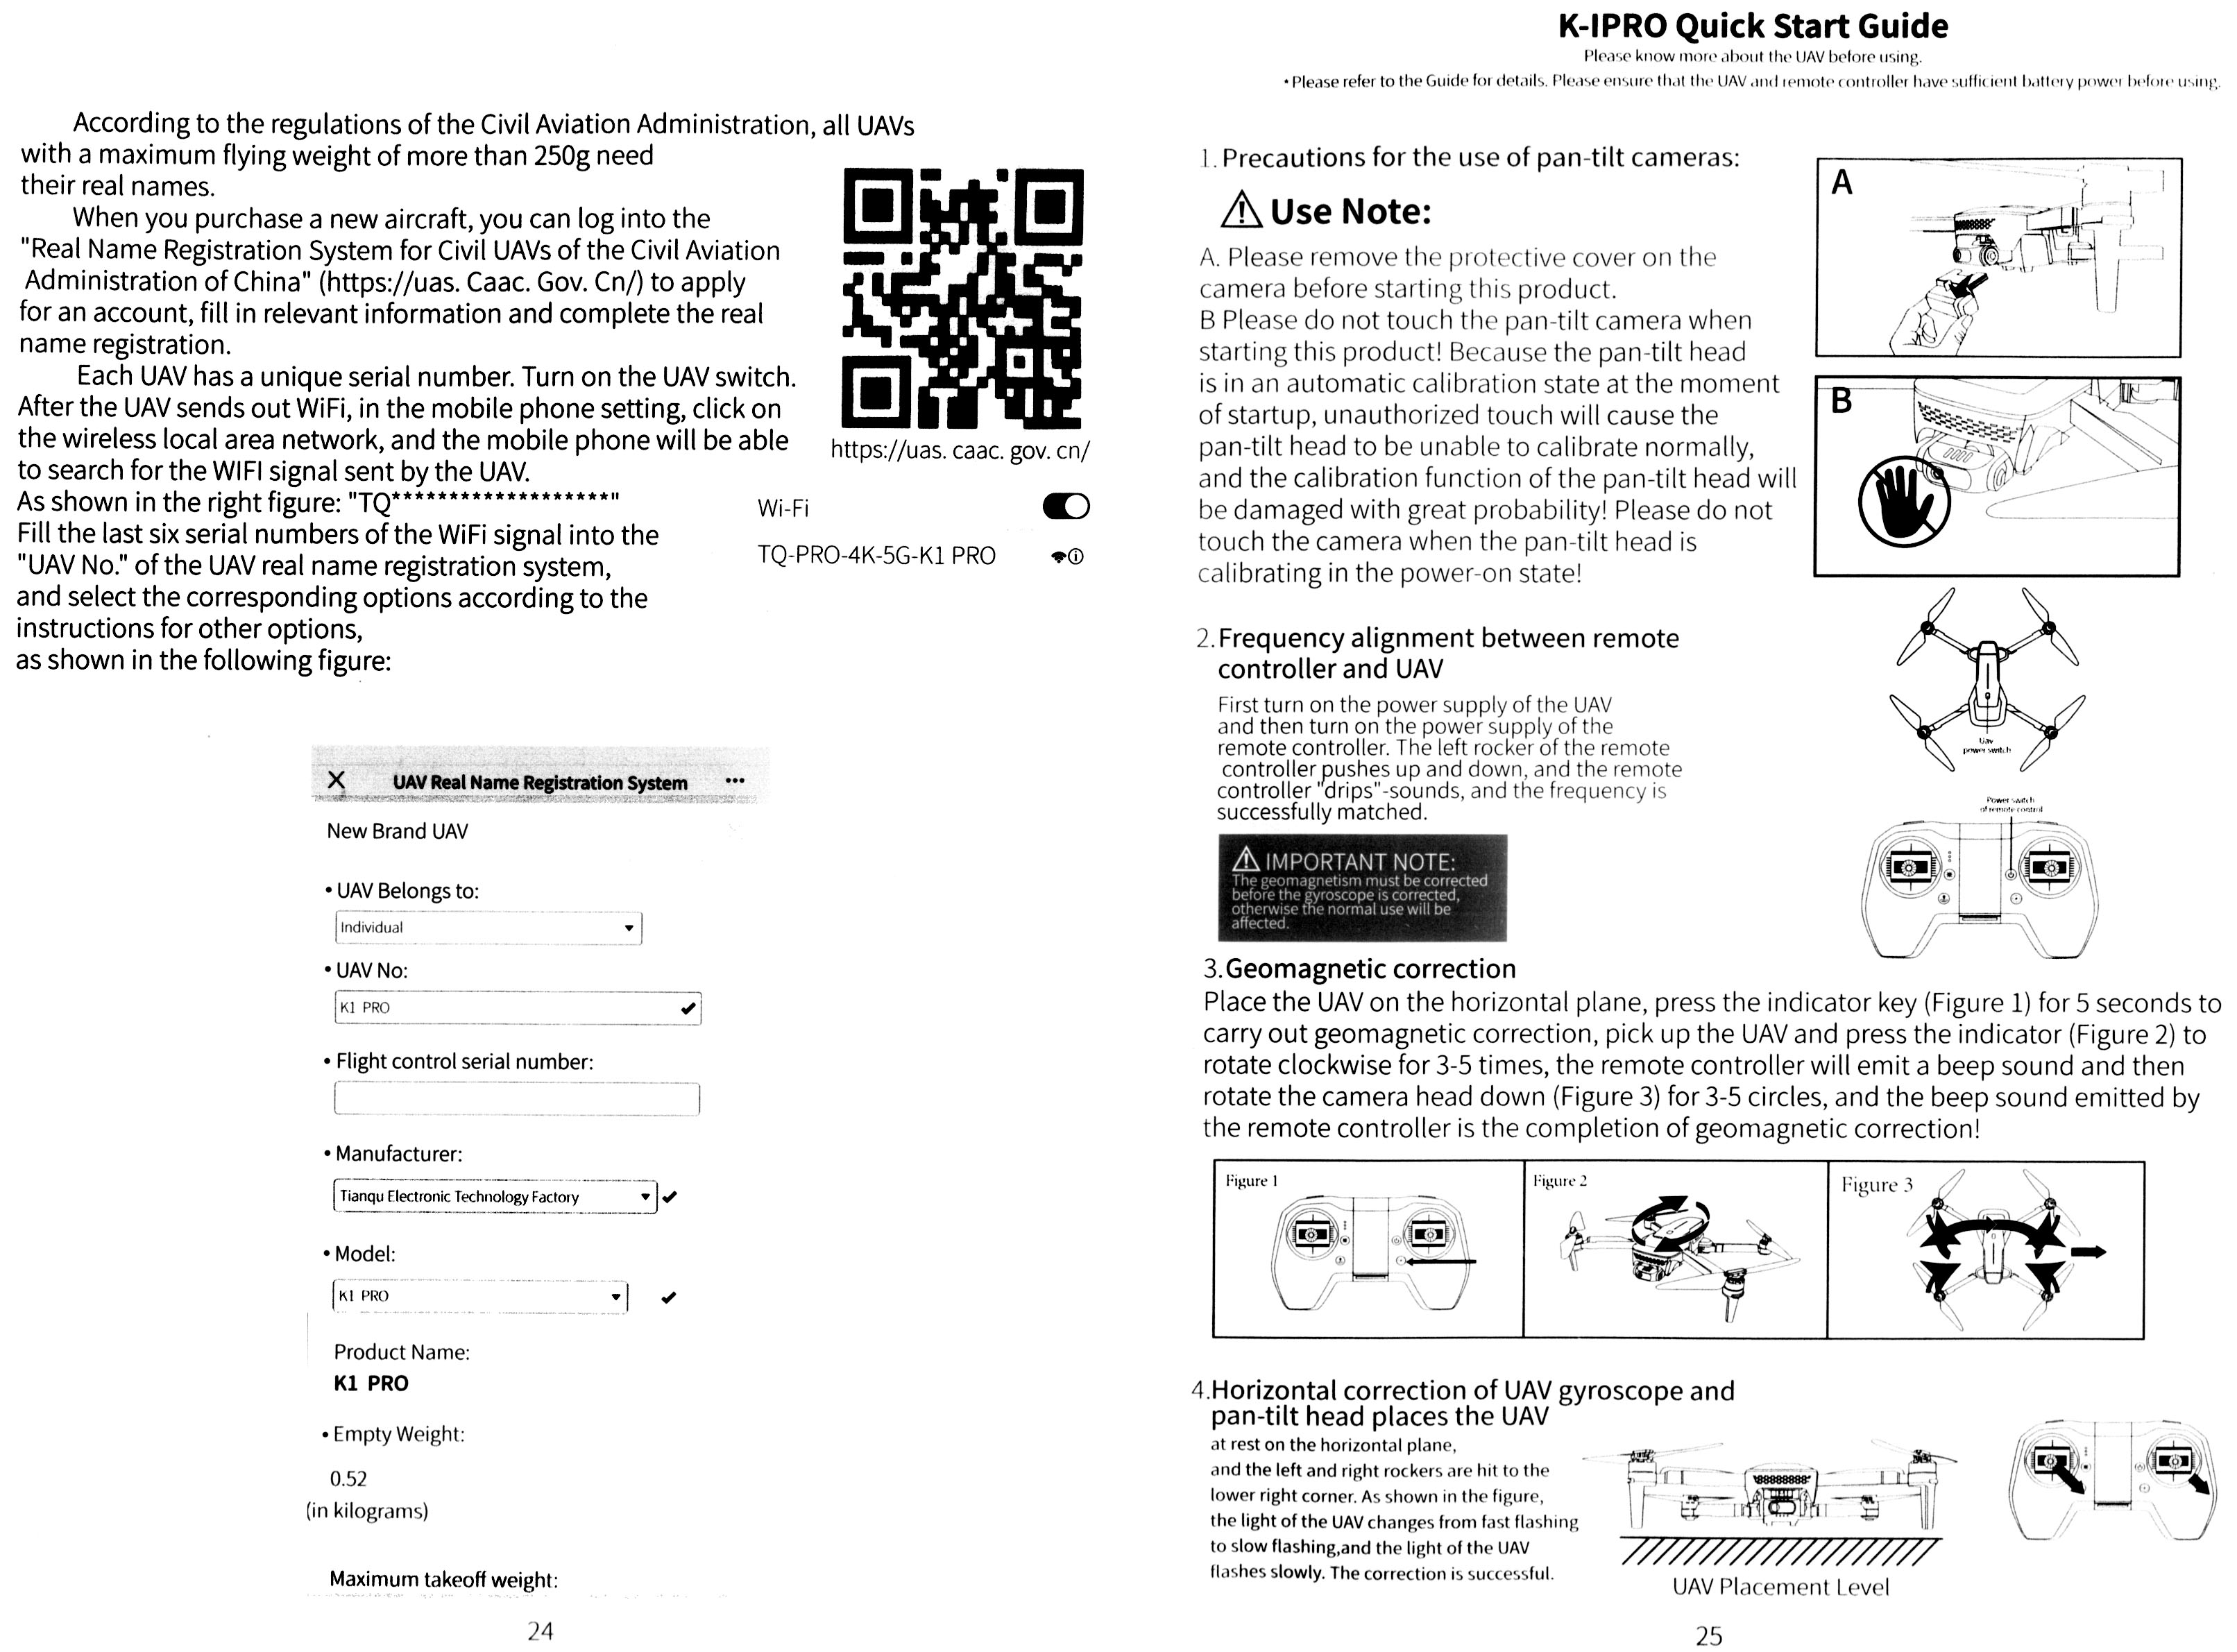 According to the regulations of the Civil Aviation Administration, all UAVs
with a maximum flying weight of more than 250g need
their real names.
When you purchase a new aircraft, you can log into the
"Real Name Registration System for Civil UAVs of the Civil Aviation
Administration of China" (https://uas. Caac. Gov. Cn/) to apply
for an account, fill in relevant information and complete the real
name registration.
Each UAV has a unique serial number. Turn on the UAV switch.
After the UAV sends out WiFi, in the mobile phone setting, click on
the wireless local area network, and the mobile phone will be able
to search for the WIFI signal sent by the UAV.
As shown in the right figure: "TQ*******************"
Fill the last six serial numbers of the WiFi signal into the
"UAV No." of the UAV real name registration system,
and select the corresponding options according to the
instructions for other options,
as shown in the following figure:
https://uas. caac. gov. cn/
Wi-Fi
TQ-PRO-4K-5G-K1 PRO
X UAV Real Name Registration System •••
New Brand UAV
• UAV Belongs to:
Individual
• UAV No:
K1 PRO
• Flight control serial number:
• Manufacturer:
Tianqu Electronic Technology Factory
• Model:
K1 PRO
Product Name:
K1 PRO
• Empty Weight:
0.52
(in kilograms)
Maximum takeoff weight:
24
K-IPRO Quick Start Guide
Please know more about the UAV before using.
* Please refer to the Guide for details. Please ensure that the UAV and remote controller have sufficient battery power before using.
1. Precautions for the use of pan-tilt cameras:
Use Note:
A. Please remove the protective cover on the
camera before starting this product.
B Please do not touch the pan-tilt camera when
starting this product! Because the pan-tilt head
is in an automatic calibration state at the moment
of startup, unauthorized touch will cause the
pan-tilt head to be unable to calibrate normally,
and the calibration function of the pan-tilt head will
be damaged with great probability! Please do not
touch the camera when the pan-tilt head is
calibrating in the power-on state!
A
B
2. Frequency alignment between remote
controller and UAV
First turn on the power supply of the UAV
and then turn on the power supply of the
remote controller. The left rocker of the remote
controller pushes up and down, and the remote
controller "drips"-sounds, and the frequency is
successfully matched.
Uav
power switch
Power switch
of remote control
IMPORTANT NOTE:
The geomagnetism must be corrected
before the gyroscope is corrected,
otherwise the normal use will be
affected.
3. Geomagnetic correction
Place the UAV on the horizontal plane, press the indicator key (Figure 1) for 5 seconds to
carry out geomagnetic correction, pick up the UAV and press the indicator (Figure 2) to
rotate clockwise for 3-5 times, the remote controller will emit a beep sound and then
rotate the camera head down (Figure 3) for 3-5 circles, and the beep sound emitted by
the remote controller is the completion of geomagnetic correction!
Figure 1
Figure 2
Figure 3
4. Horizontal correction of UAV gyroscope and
pan-tilt head places the UAV
at rest on the horizontal plane,
and the left and right rockers are hit to the
lower right corner. As shown in the figure,
the light of the UAV changes from fast flashing
to slow flashing,and the light of the UAV
flashes slowly. The correction is successful.
UAV Placement Level
25